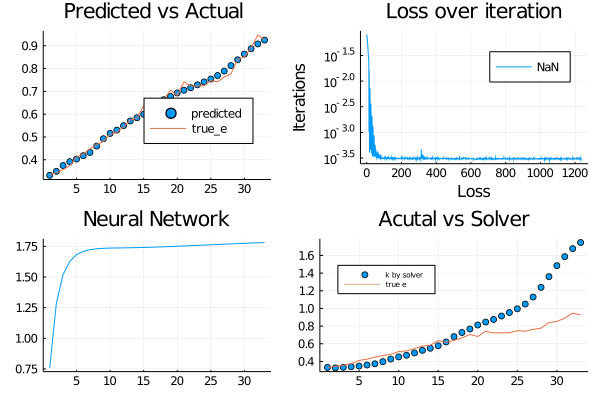 Predicted vs Actual
0.9
0.8
0.7
0.6
0.5
0.4
predicted
true_e
5 10 15 20 25 30
Loss over iteration
Iterations
10^-1.5
10^-2.0
10^-2.5
10^-3.0
10^-3.5
NaN
0 200 400 600 800 1000 1200
Loss
Neural Network
1.75
1.50
1.25
1.00
0.75
5 10 15 20 25 30
Acutal vs Solver
1.6
1.4
1.2
1.0
0.8
0.6
0.4
k by solver
true e
5 10 15 20 25 30